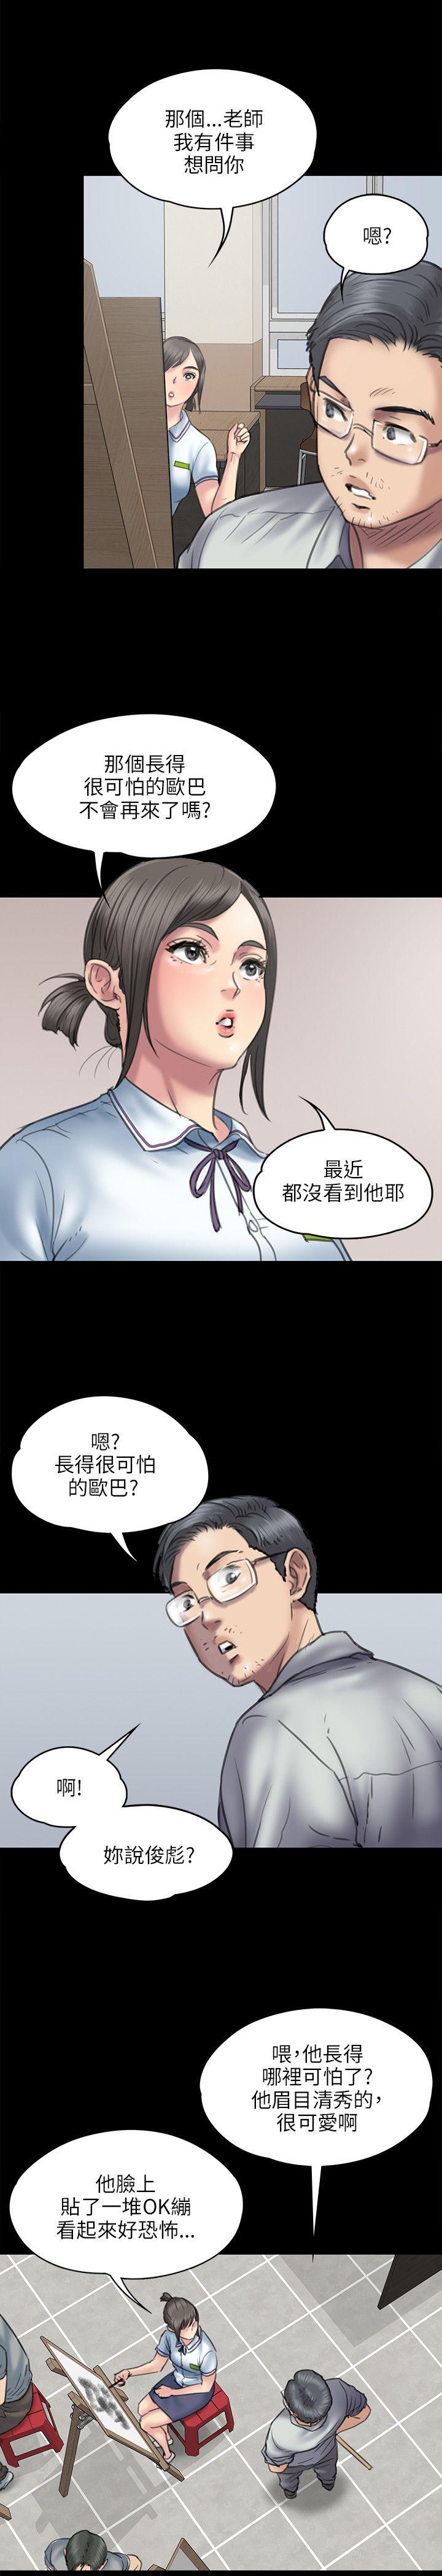 那個...老師
我有件事
想問你
嗯?
那個長得
很可怕的歐巴
不會再來了嗎?
最近
都沒看到他耶
嗯?
長得很可怕
的歐巴?
啊!
妳說俊彪?
喂,他長得
哪裡可怕了?
他眉目清秀的,
很可愛啊
他臉上
貼了一堆OK繃
看起來好恐怖...